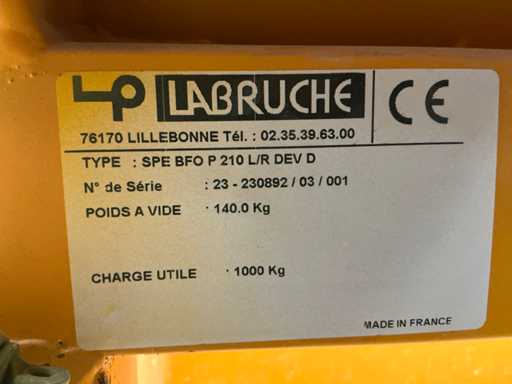 LP LABRUCHE CE
76170 LILLEBONNE Tél. : 02.35.39.63.00
TYPE : SPE BFO P 210 L/R DEV D
N° de Série : 23 - 230892 / 03 / 001
POIDS A VIDE : 140.0 Kg
CHARGE UTILE : 1000 Kg
MADE IN FRANCE